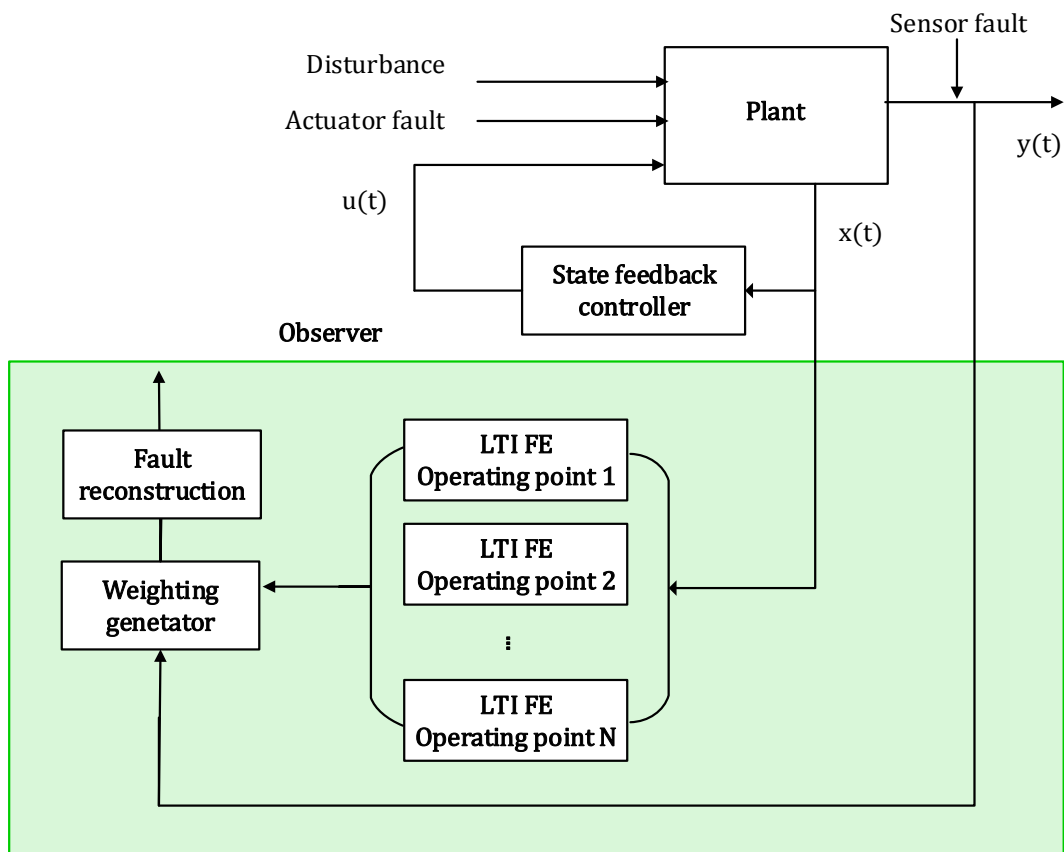 Sensor fault
Disturbance
Plant
Actuator fault
y(t)
u(t)
x(t)
State feedback
controller
Observer
LTI FE
Operating point 1
Fault
reconstruction
LTI FE
Operating point 2
Weighting
genetator
...
LTI FE
Operating point N